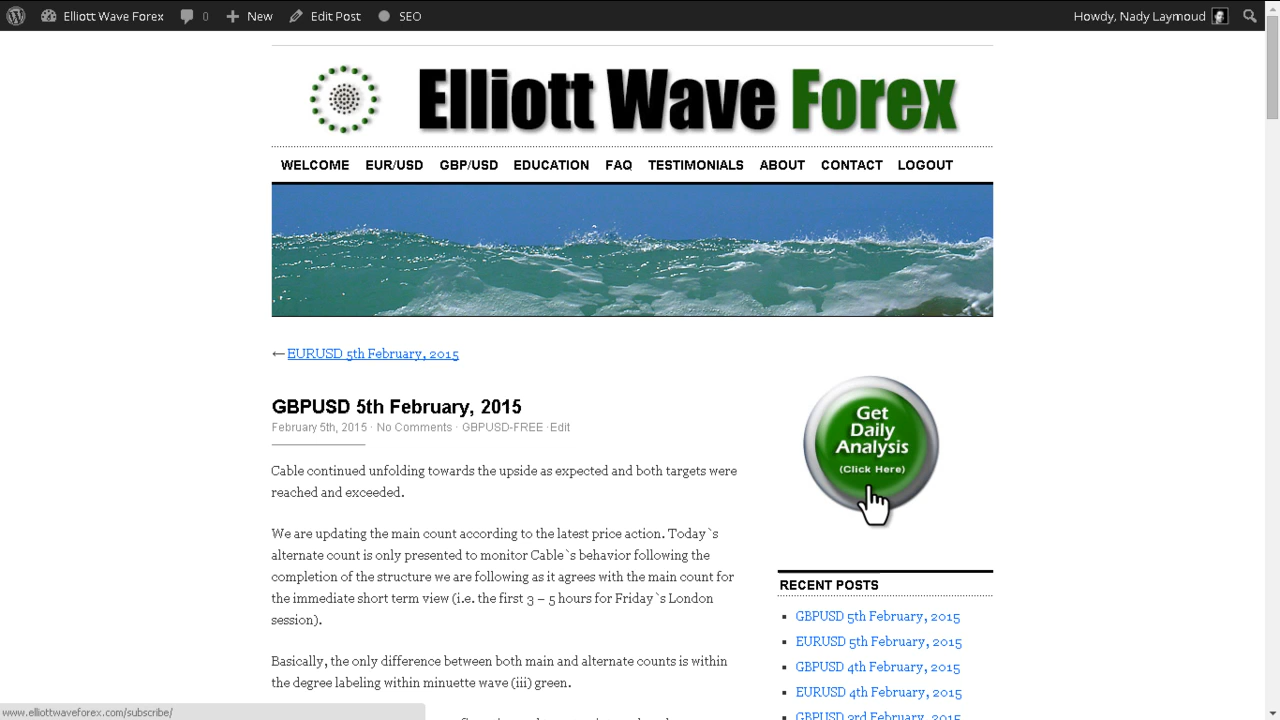 Elliott Wave Forex 0 New Edit Post SEO Howdy, Nady Laymoud
Elliott Wave Forex
WELCOME EUR/USD GBP/USD EDUCATION FAQ TESTIMONIALS ABOUT CONTACT LOGOUT
← EURUSD 5th February, 2015
GBPUSD 5th February, 2015
February 5th, 2015 · No Comments · GBPUSD-FREE · Edit
Cable continued unfolding towards the upside as expected and both targets were
reached and exceeded.
We are updating the main count according to the latest price action. Today`s
alternate count is only presented to monitor Cable`s behavior following the
completion of the structure we are following as it agrees with the main count for
the immediate short term view (i.e. the first 3 – 5 hours for Friday`s London
session).
Basically, the only difference between both main and alternate counts is within
the degree labeling within minuette wave (iii) green.
Get
Daily
Analysis
(Click Here)
RECENT POSTS
GBPUSD 5th February, 2015
EURUSD 5th February, 2015
GBPUSD 4th February, 2015
EURUSD 4th February, 2015
GBPUSD 3rd February, 2015
www.elliottwaveforex.com/subscribe/